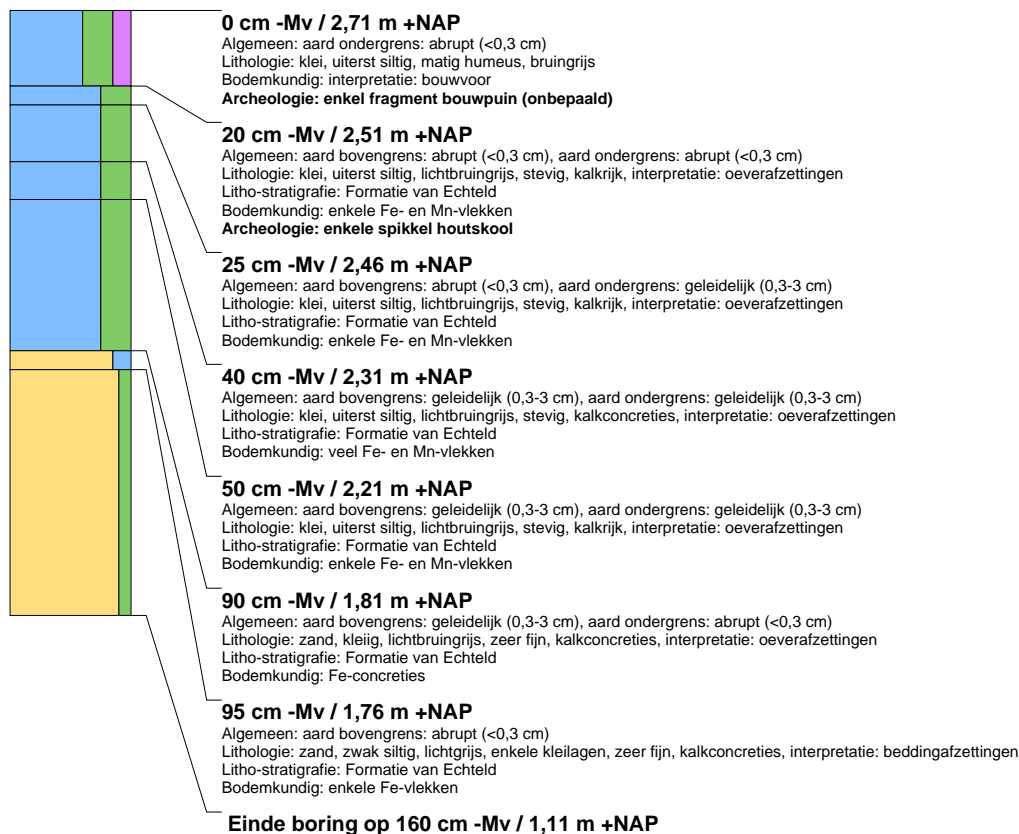 0 cm -Mv / 2,71 m +NAP
Algemeen: aard ondergrens: abrupt (<0,3 cm)
Lithologie: klei, uiterst siltig, matig humeus, bruingrijs
Bodemkundig: interpretatie: bouwvoor
Archeologie: enkel fragment bouwpuin (onbepaald)
20 cm -Mv / 2,51 m +NAP
Algemeen: aard bovengrens: abrupt (<0,3 cm), aard ondergrens: abrupt (<0,3 cm)
Lithologie: klei, uiterst siltig, lichtbruingrijs, stevig, kalkrijk, interpretatie: oeverafzettingen
Litho-stratigrafie: Formatie van Echteld
Bodemkundig: enkele Fe- en Mn-vlekken
Archeologie: enkele spikkel houtskool
25 cm -Mv / 2,46 m +NAP
Algemeen: aard bovengrens: abrupt (<0,3 cm), aard ondergrens: geleidelijk (0,3-3 cm)
Lithologie: klei, uiterst siltig, lichtbruingrijs, stevig, kalkrijk, interpretatie: oeverafzettingen
Litho-stratigrafie: Formatie van Echteld
Bodemkundig: enkele Fe- en Mn-vlekken
40 cm -Mv / 2,31 m +NAP
Algemeen: aard bovengrens: geleidelijk (0,3-3 cm), aard ondergrens: geleidelijk (0,3-3 cm)
Lithologie: klei, uiterst siltig, lichtbruingrijs, stevig, kalkconcreties, interpretatie: oeverafzettingen
Litho-stratigrafie: Formatie van Echteld
Bodemkundig: veel Fe- en Mn-vlekken
50 cm -Mv / 2,21 m +NAP
Algemeen: aard bovengrens: geleidelijk (0,3-3 cm), aard ondergrens: geleidelijk (0,3-3 cm)
Lithologie: klei, uiterst siltig, lichtbruingrijs, stevig, kalkrijk, interpretatie: oeverafzettingen
Litho-stratigrafie: Formatie van Echteld
Bodemkundig: enkele Fe- en Mn-vlekken
90 cm -Mv / 1,81 m +NAP
Algemeen: aard bovengrens: geleidelijk (0,3-3 cm), aard ondergrens: abrupt (<0,3 cm)
Lithologie: zand, kleiig, lichtbruingrijs, zeer fijn, kalkconcreties, interpretatie: oeverafzettingen
Litho-stratigrafie: Formatie van Echteld
Bodemkundig: Fe-concreties
95 cm -Mv / 1,76 m +NAP
Algemeen: aard bovengrens: abrupt (<0,3 cm)
Lithologie: zand, zwak siltig, lichtgrijs, enkele kleilagen, zeer fijn, kalkconcreties, interpretatie: beddingafzettingen
Litho-stratigrafie: Formatie van Echteld
Bodemkundig: enkele Fe-vlekken
Einde boring op 160 cm -Mv / 1,11 m +NAP